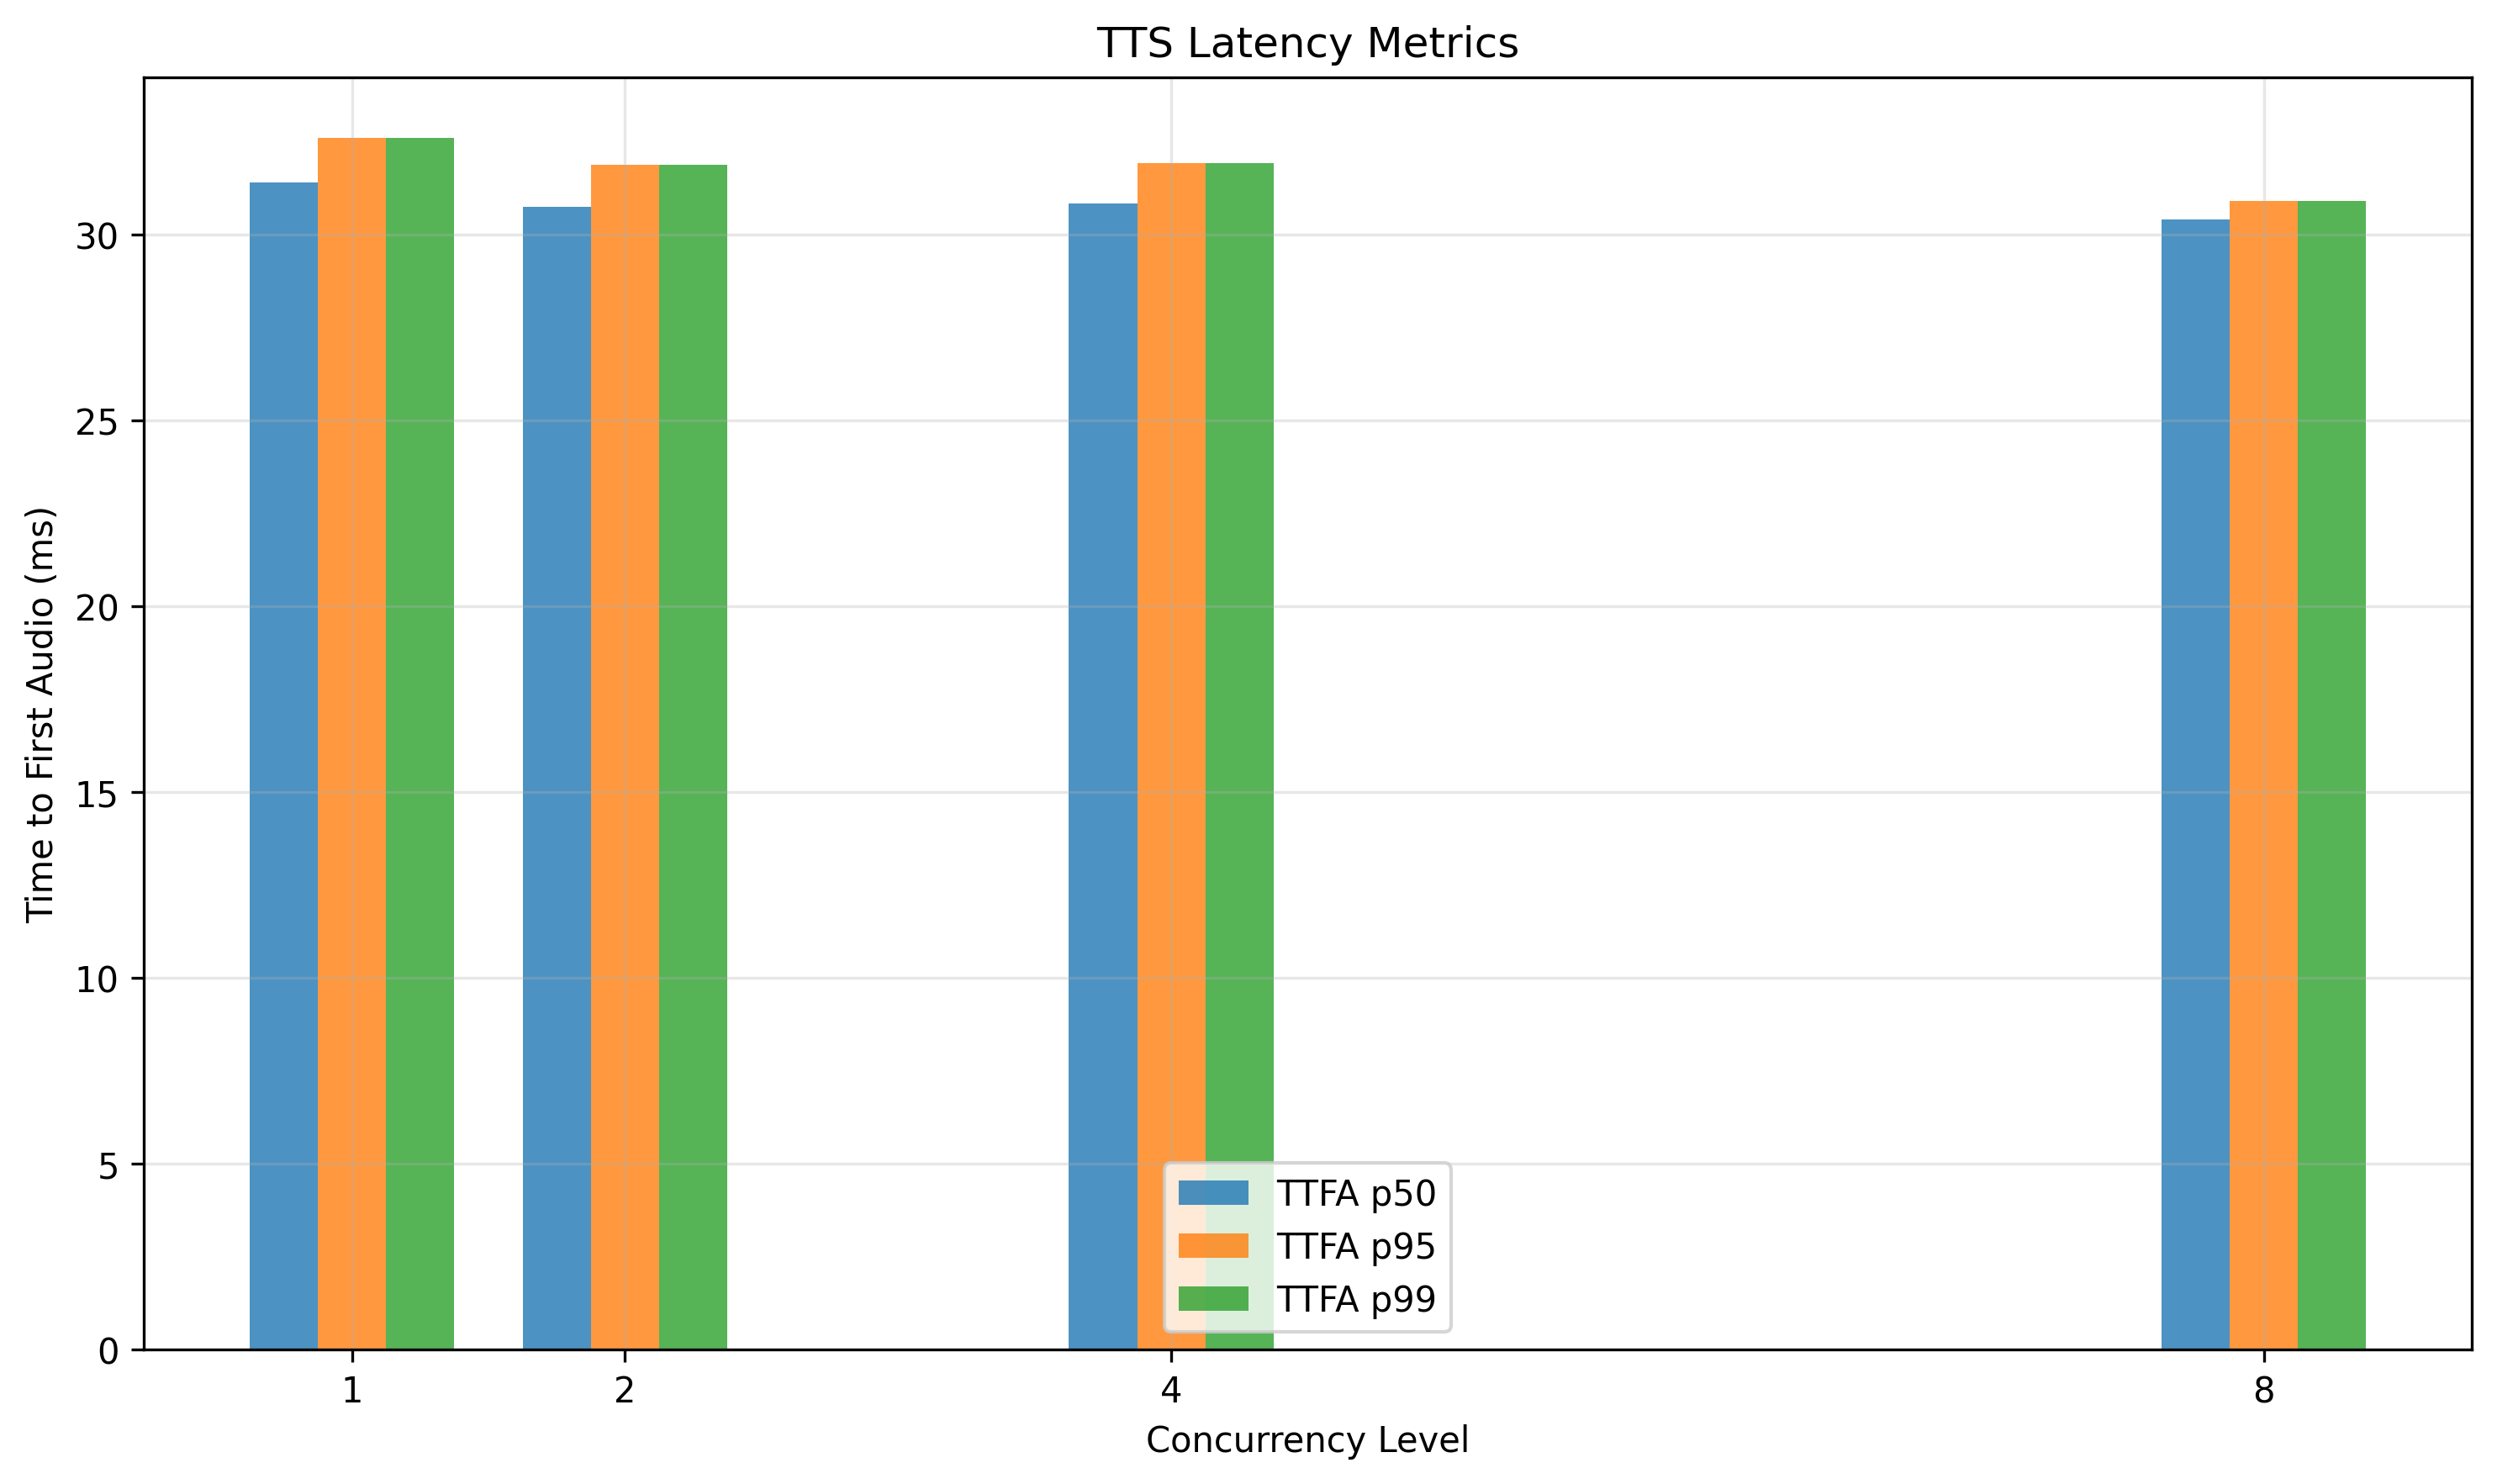 TTS Latency Metrics
Time to First Audio (ms)
30
25
20
15
10
5
0
TTFA p50
TTFA p95
TTFA p99
1 2 4 8
Concurrency Level